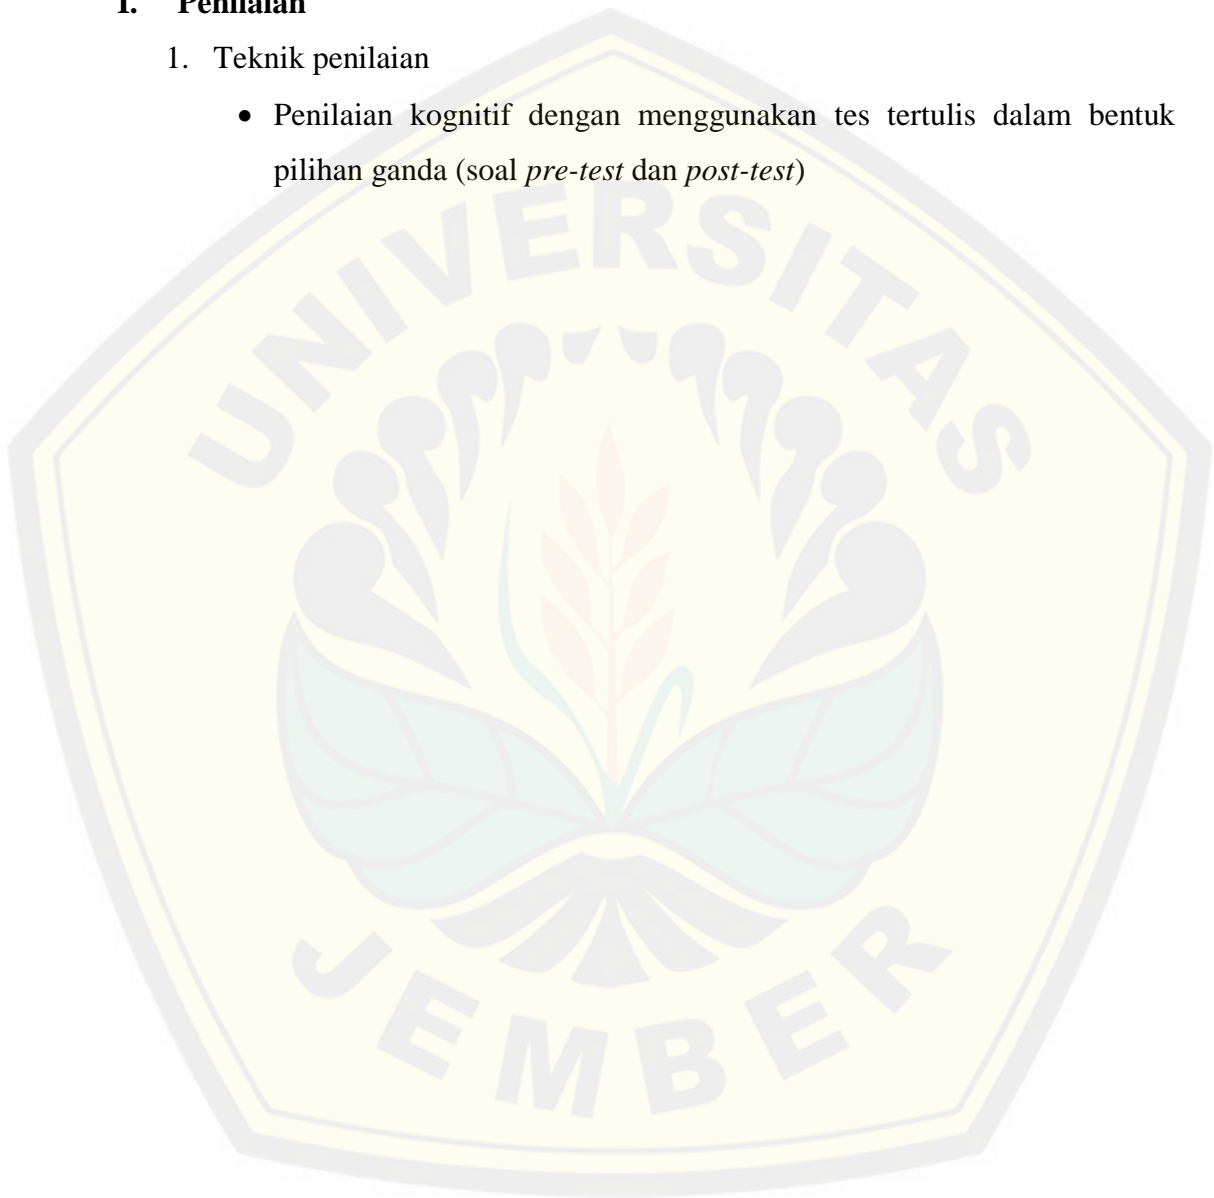 I. Penilaian
1. Teknik penilaian
• Penilaian kognitif dengan menggunakan tes tertulis dalam bentuk
pilihan ganda (soal pre-test dan post-test)
UNIVERSITAS
JEMBER